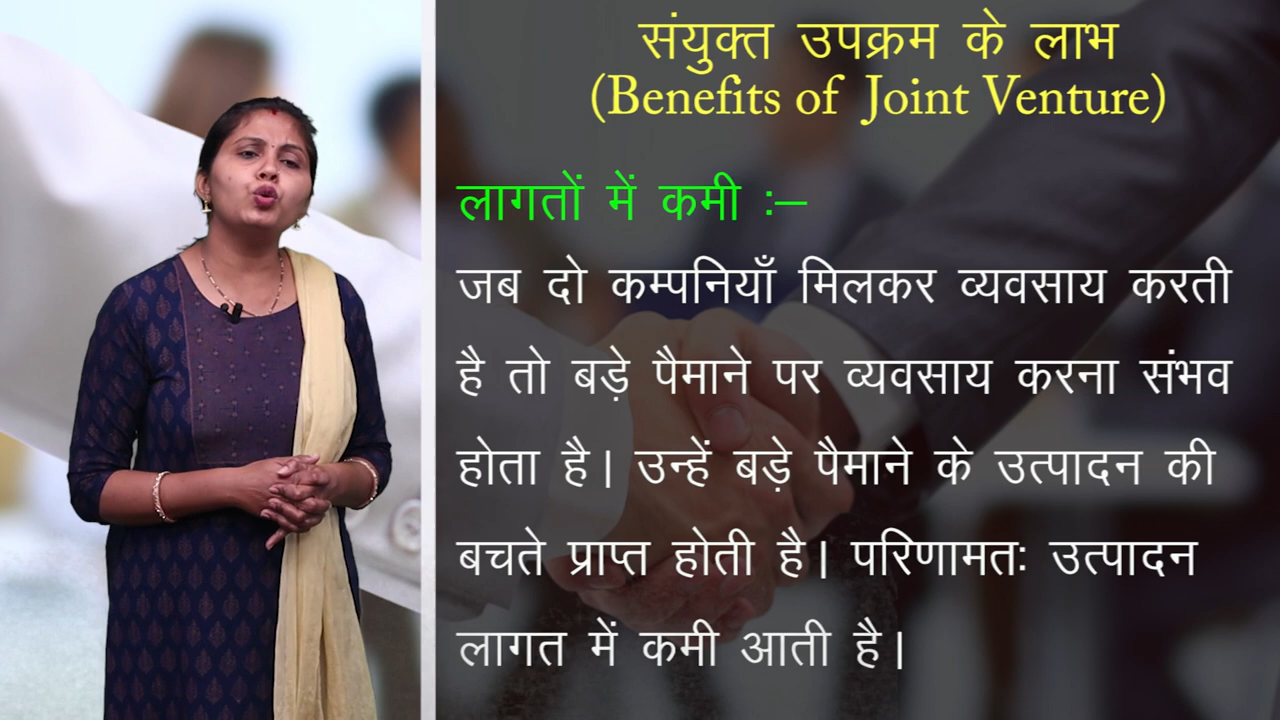 संयुक्त उपक्रम के लाभ
(Benefits of Joint Venture)
लागतों में कमी :–
जब दो कम्पनियाँ मिलकर व्यवसाय करती
है तो बड़े पैमाने पर व्यवसाय करना संभव
होता है। उन्हें बड़े पैमाने के उत्पादन की
बचते प्राप्त होती है। परिणामतः उत्पादन
लागत में कमी आती है।